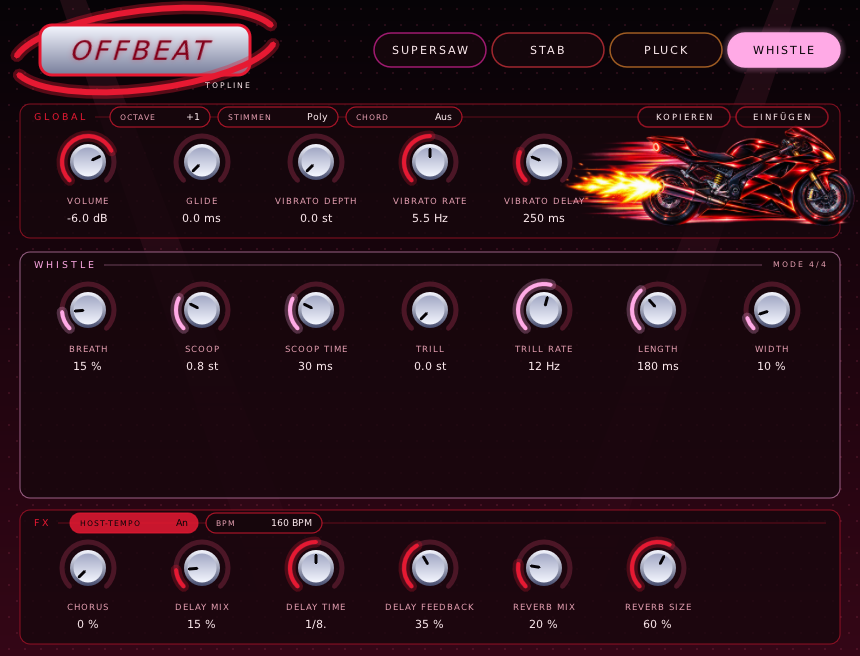 OFFBEAT
TOPLINE
SUPERSAW STAB PLUCK WHISTLE
GLOBAL OCTAVE +1 STIMMEN Poly CHORD Aus KOPIEREN EINFÜGEN
VOLUME GLIDE VIBRATO DEPTH VIBRATO RATE VIBRATO DELAY
-6.0 dB 0.0 ms 0.0 st 5.5 Hz 250 ms
WHISTLE MODE 4/4
BREATH SCOOP SCOOP TIME TRILL TRILL RATE LENGTH WIDTH
15 % 0.8 st 30 ms 0.0 st 12 Hz 180 ms 10 %
FX HOST-TEMPO An BPM 160 BPM
CHORUS DELAY MIX DELAY TIME DELAY FEEDBACK REVERB MIX REVERB SIZE
0 % 15 % 1/8. 35 % 20 % 60 %